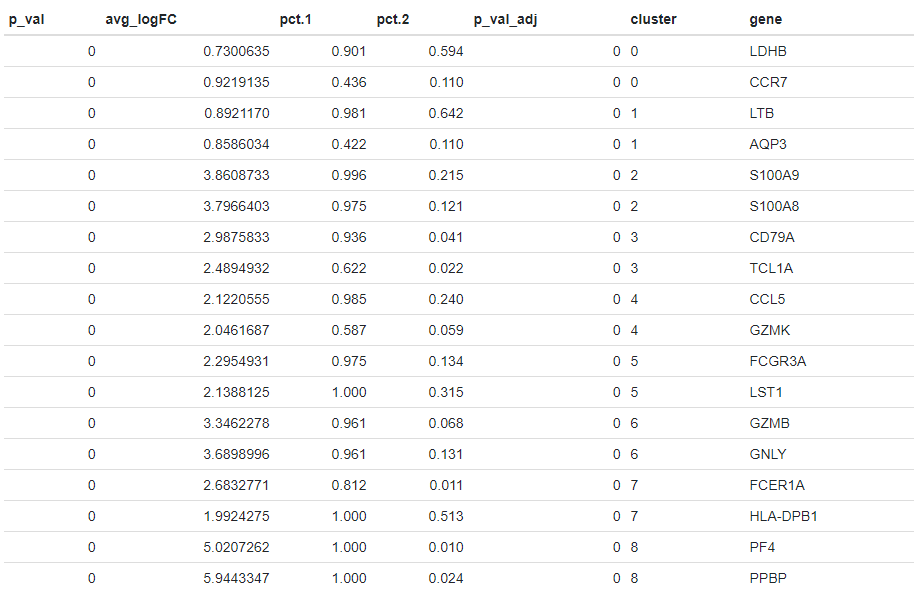 p_val avg_logFC pct.1 pct.2 p_val_adj cluster gene
0 0.7300635 0.901 0.594 0 0 LDHB
0 0.9219135 0.436 0.110 0 0 CCR7
0 0.8921170 0.981 0.642 0 1 LTB
0 0.8586034 0.422 0.110 0 1 AQP3
0 3.8608733 0.996 0.215 0 2 S100A9
0 3.7966403 0.975 0.121 0 2 S100A8
0 2.9875833 0.936 0.041 0 3 CD79A
0 2.4894932 0.622 0.022 0 3 TCL1A
0 2.1220555 0.985 0.240 0 4 CCL5
0 2.0461687 0.587 0.059 0 4 GZMK
0 2.2954931 0.975 0.134 0 5 FCGR3A
0 2.1388125 1.000 0.315 0 5 LST1
0 3.3462278 0.961 0.068 0 6 GZMB
0 3.6898996 0.961 0.131 0 6 GNLY
0 2.6832771 0.812 0.011 0 7 FCER1A
0 1.9924275 1.000 0.513 0 7 HLA-DPB1
0 5.0207262 1.000 0.010 0 8 PF4
0 5.9443347 1.000 0.024 0 8 PPBP